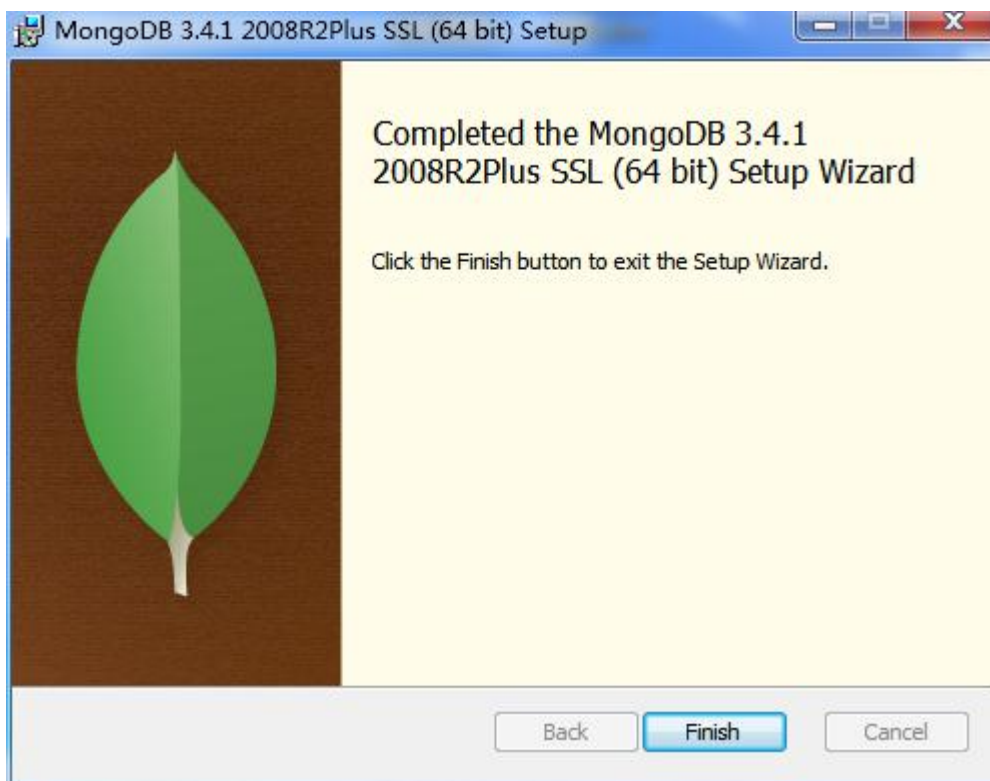 MongoDB 3.4.1 2008R2Plus SSL (64 bit) Setup
Completed the MongoDB 3.4.1
2008R2Plus SSL (64 bit) Setup Wizard
Click the Finish button to exit the Setup Wizard.
Back Finish Cancel